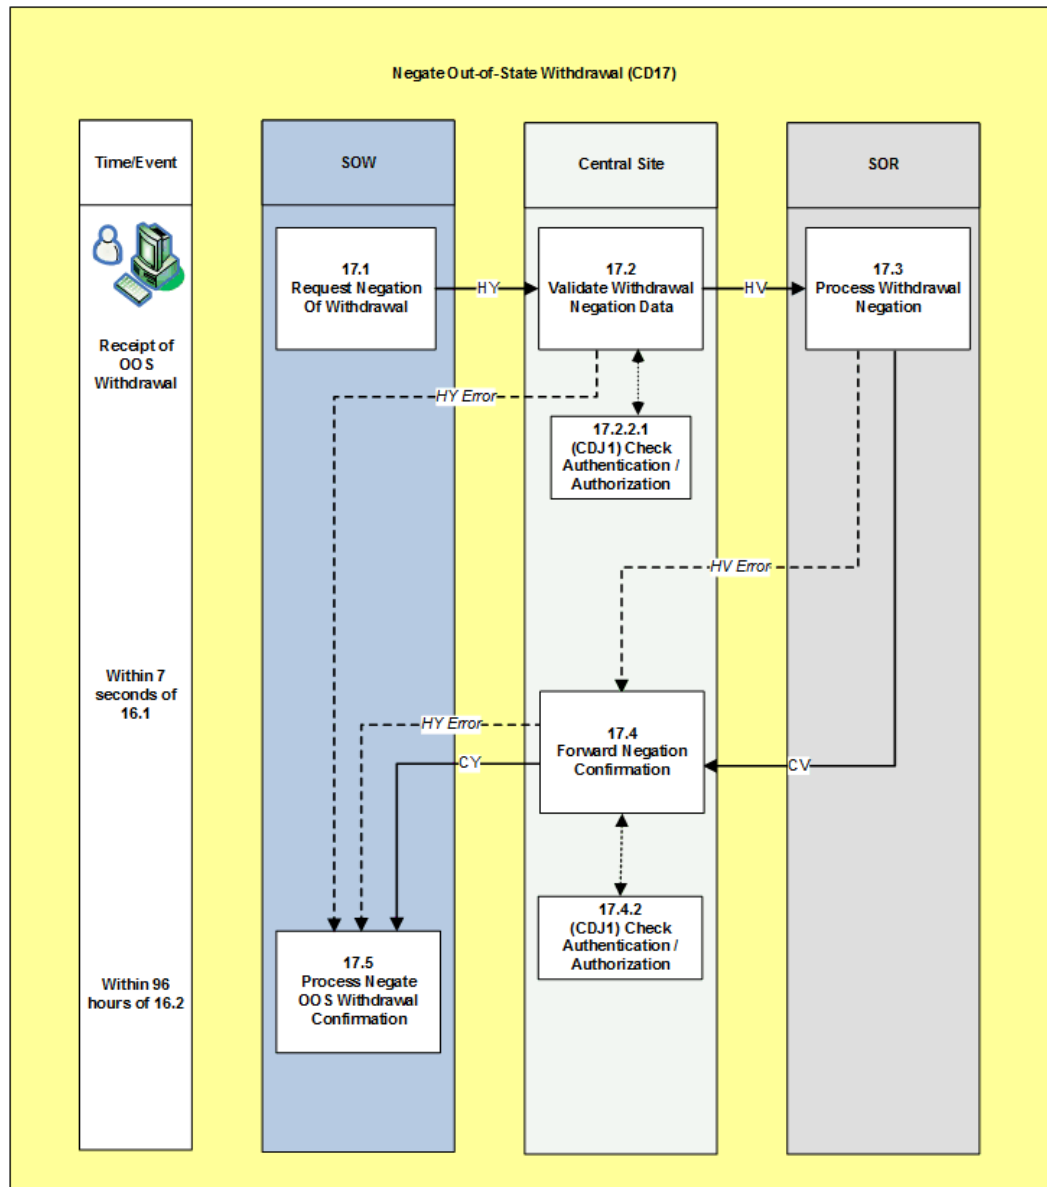 Negate Out-of-State Withdrawal (CD17)
Time/Event
SOW
Central Site
SOR
17.1
Request Negation
Of Withdrawal
HY
17.2
Validate Withdrawal
Negation Data
HV
17.3
Process Withdrawal
Negation
Receipt of
OOS
Withdrawal
HY Error
17.2.2.1
(CDJ1) Check
Authentication /
Authorization
HV Error
Within 7
seconds of
16.1
HY Error
17.4
Forward Negation
Confirmation
CY
CV
17.4.2
(CDJ1) Check
Authentication /
Authorization
17.5
Process Negate
OOS Withdrawal
Confirmation
Within 96
hours of 16.2